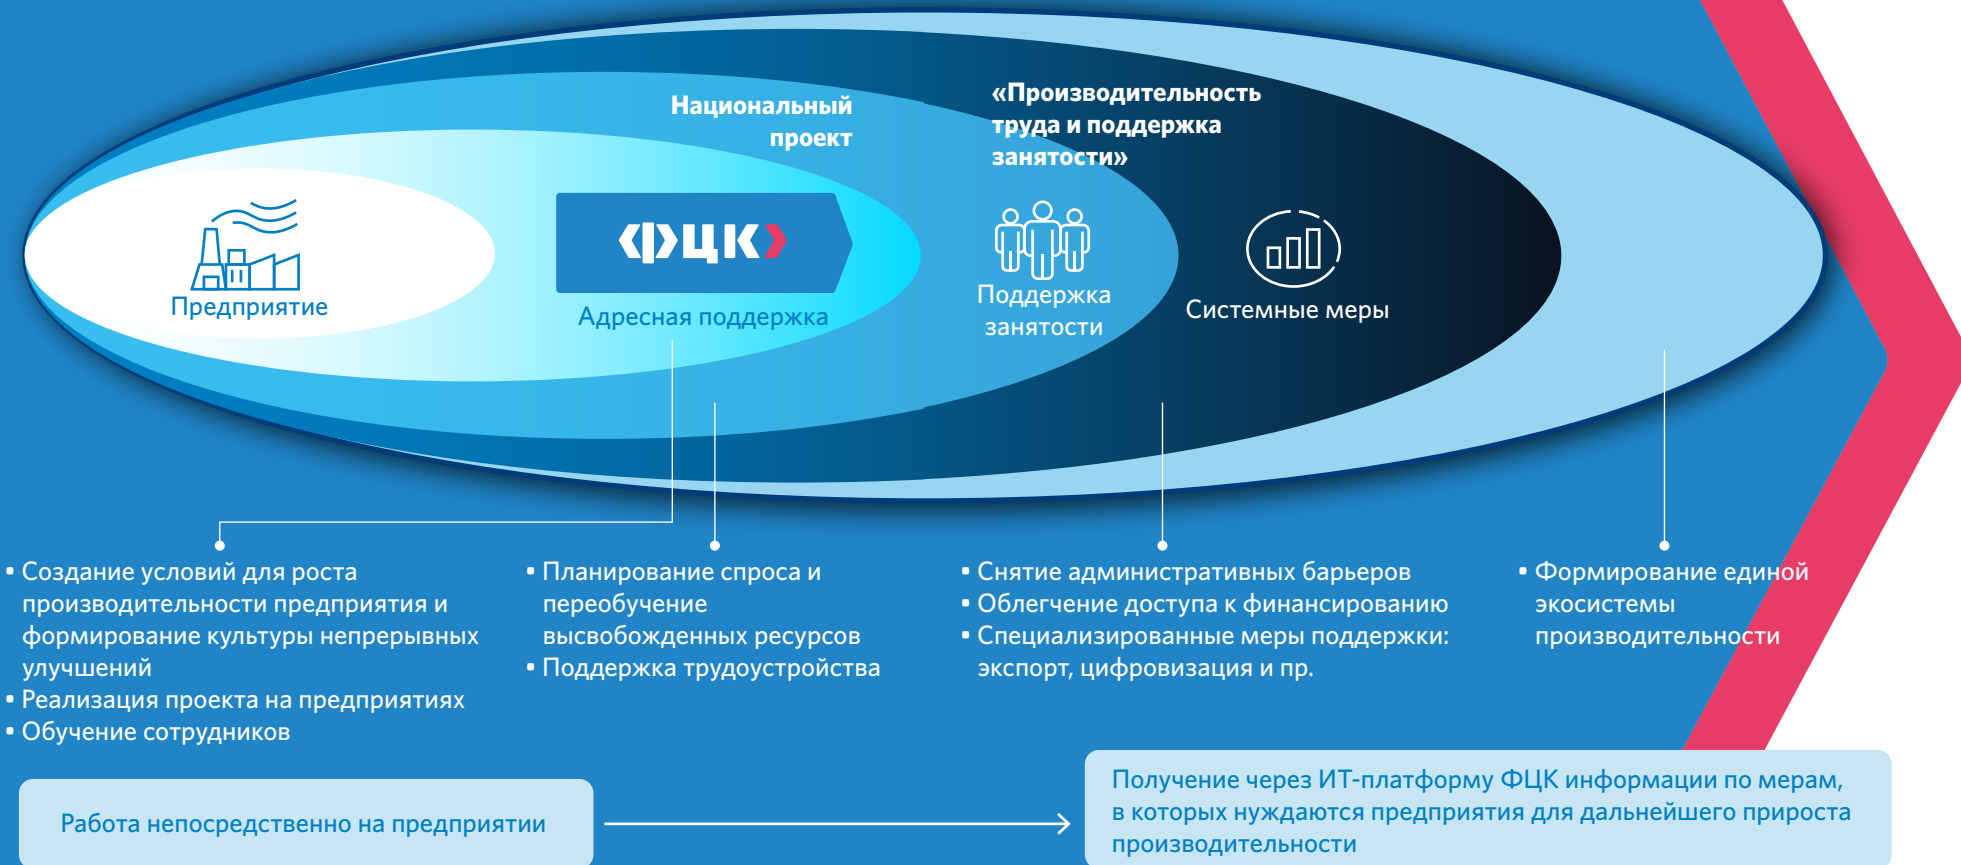 Национальный
проект
«Производительность
труда и поддержка
занятости»
Предприятие
ФЦК
Адресная поддержка
Поддержка
занятости
Системные меры
▪ Создание условий для роста
производительности предприятия и
формирование культуры непрерывных
улучшений
▪ Реализация проекта на предприятиях
▪ Обучение сотрудников
▪ Планирование спроса и
переобучение
высвобожденных ресурсов
▪ Поддержка трудоустройства
▪ Снятие административных барьеров
▪ Облегчение доступа к финансированию
▪ Специализированные меры поддержки:
экспорт, цифровизация и пр.
▪ Формирование единой
экосистемы
производительности
Работа непосредственно на предприятии
Получение через ИТ-платформу ФЦК информации по мерам,
в которых нуждаются предприятия для дальнейшего прироста
производительности